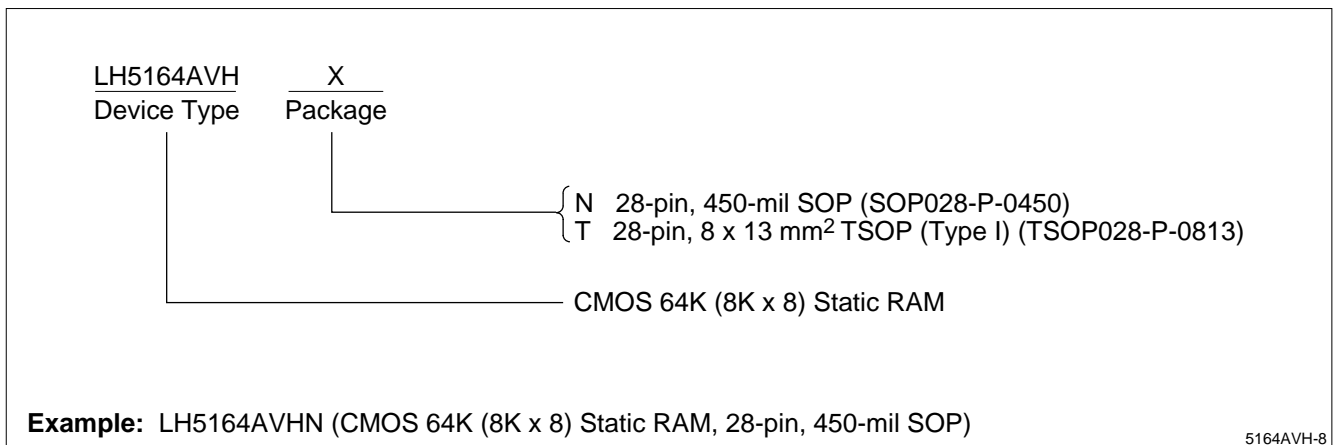 LH5164AVH X
Device Type Package
N 28-pin, 450-mil SOP (SOP028-P-0450)
T 28-pin, 8 x 13 mm2 TSOP (Type I) (TSOP028-P-0813)
CMOS 64K (8K x 8) Static RAM
Example: LH5164AVHN (CMOS 64K (8K x 8) Static RAM, 28-pin, 450-mil SOP)
5164AVH-8